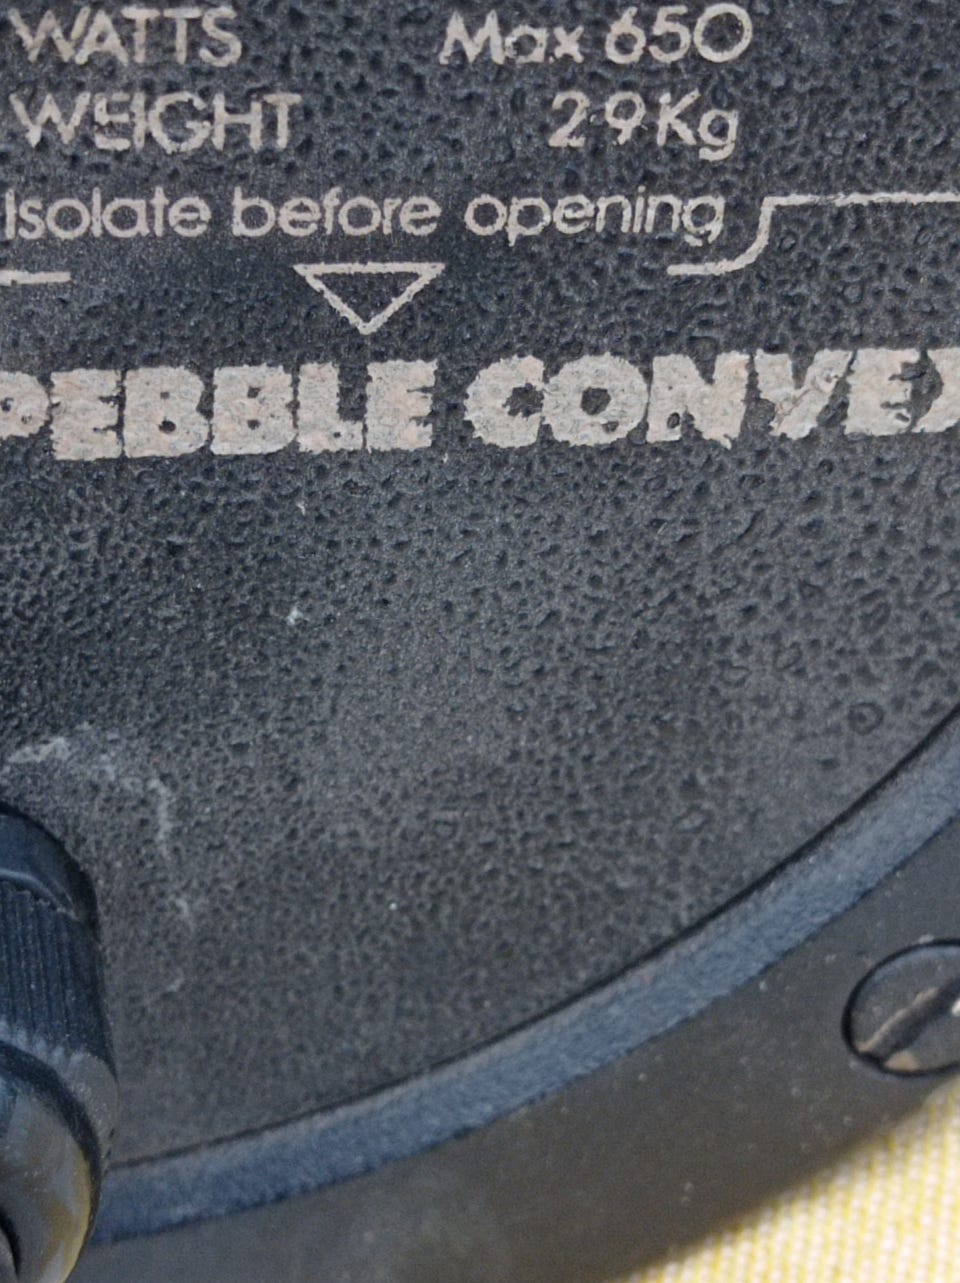 WATTS Max 650
WEIGHT 2·9Kg
Isolate before opening
PEBBLE CONVEX